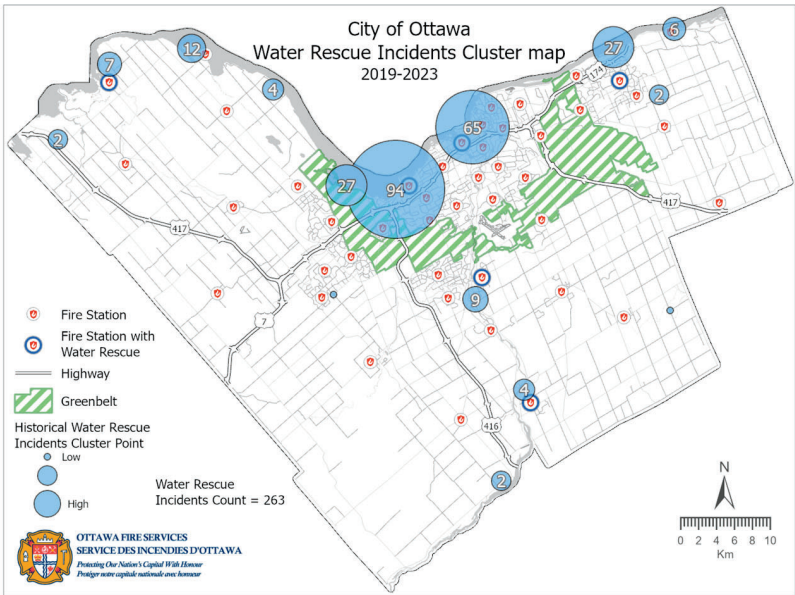 City of Ottawa
Water Rescue Incidents Cluster map
2019-2023
6
27
12
7
174
4
2
65
2
27
94
417
417
9
7
4
416
2
Fire Station
Fire Station with
Water Rescue
Highway
Greenbelt
Historical Water Rescue
Incidents Cluster Point
Low
High
Water Rescue
Incidents Count = 263
N
0 2 4 6 8 10
Km
OTTAWA FIRE SERVICES
SERVICE DES INCENDIES D'OTTAWA
Protecting Our Nation's Capital With Honour
Protéger notre capitale nationale avec honneur